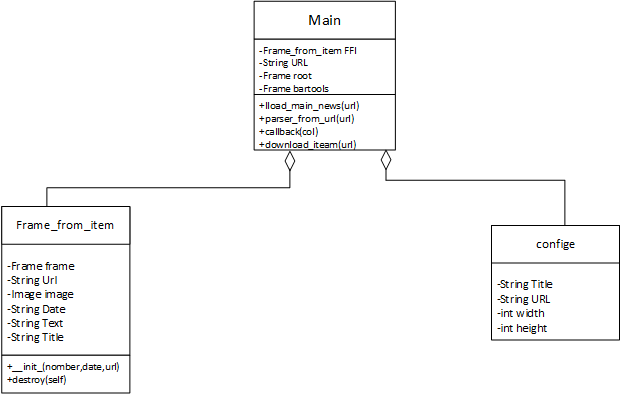 Main
-Frame_from_item FFI
-String URL
-Frame root
-Frame bartools
+lload_main_news(url)
+parser_from_url(url)
+callback(col)
+download_iteam(url)
Frame_from_item
-Frame frame
-String Url
-Image image
-String Date
-String Text
-String Title
+__init_(nomber,date,url)
+destroy(self)
confige
-String Title
-String URL
-int width
-int height